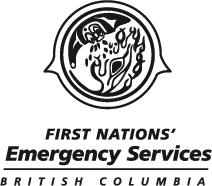 FIRST NATIONS'
Emergency Services
BRITISH COLUMBIA